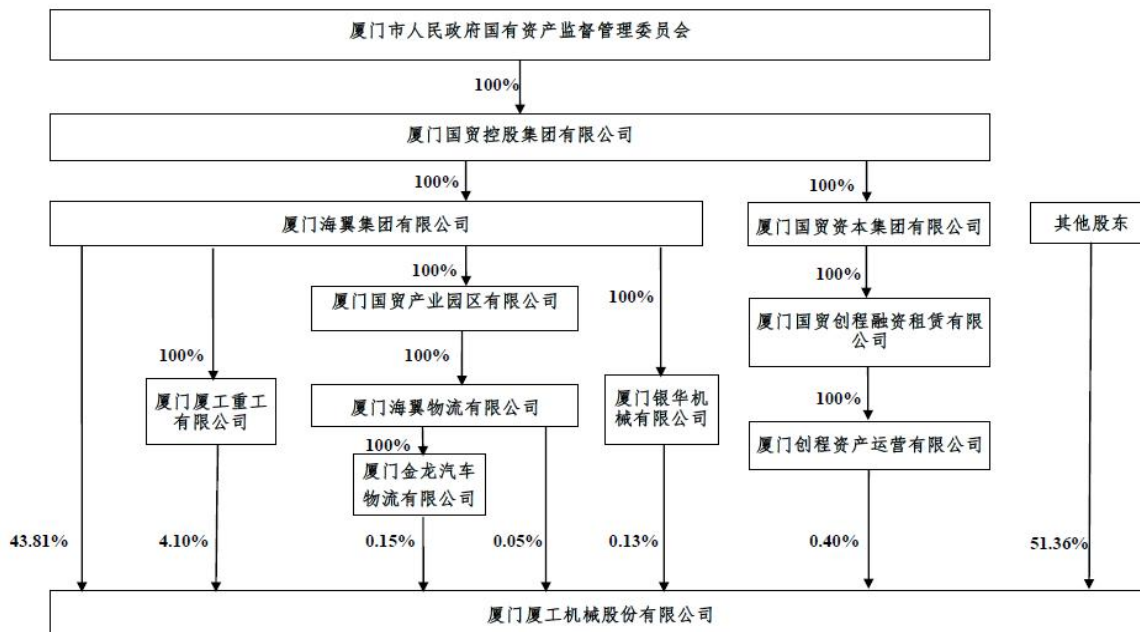 厦门市人民政府国有资产监督管理委员会
100%
厦门国贸控股集团有限公司
100%
100%
厦门海翼集团有限公司
厦门国贸资本集团有限公司
其他股东
100%
100%
厦门国贸产业园区有限公司
100%
厦门国贸创程融资租赁有限
公司
100%
100%
厦门厦工重工
有限公司
厦门海翼物流有限公司
厦门银华机
械有限公司
100%
厦门创程资产运营有限公司
100%
厦门金龙汽车
物流有限公司
43.81%
4.10%
0.15%
0.05%
0.13%
0.40%
51.36%
厦门厦工机械股份有限公司